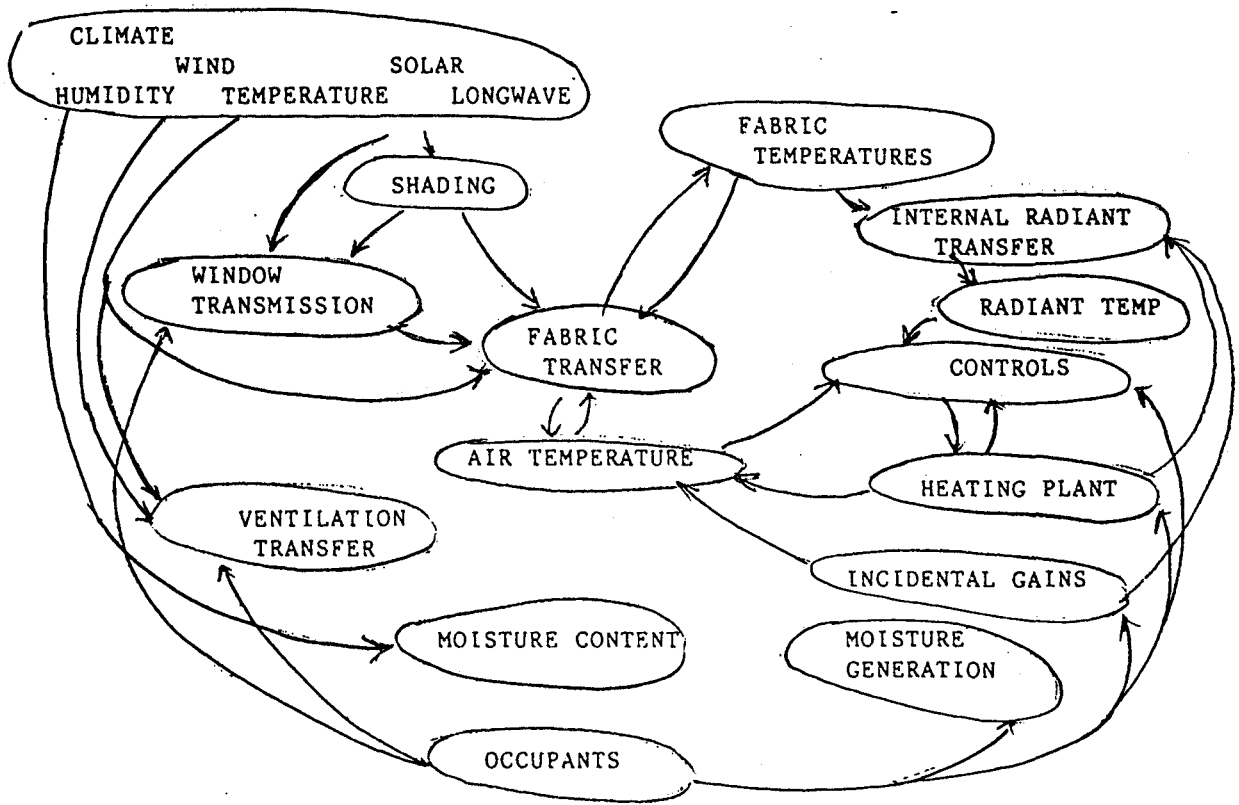 CLIMATE
WIND SOLAR
HUMIDITY TEMPERATURE LONGWAVE
FABRIC
TEMPERATURES
SHADING
INTERNAL RADIANT
TRANSFER
WINDOW
TRANSMISSION
RADIANT TEMP
FABRIC
TRANSFER
CONTROLS
AIR TEMPERATURE
HEATING PLANT
VENTILATION
TRANSFER
INCIDENTAL GAINS
MOISTURE CONTENT
MOISTURE
GENERATION
OCCUPANTS